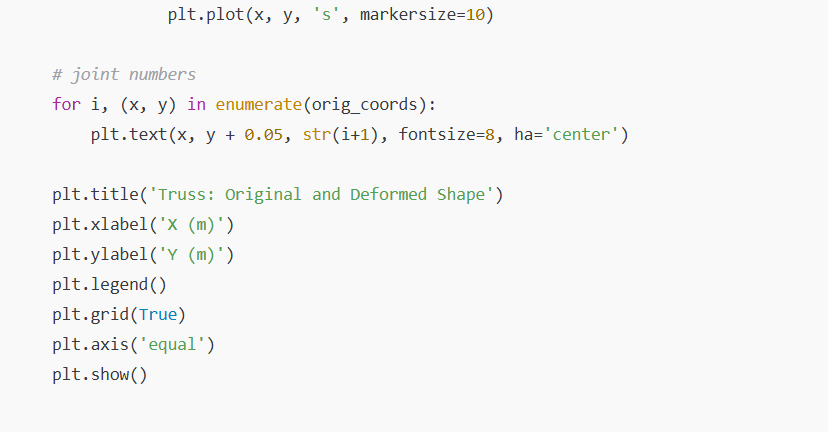 plt.plot(x, y, 's', markersize=10)
# joint numbers
for i, (x, y) in enumerate(orig_coords):
    plt.text(x, y + 0.05, str(i+1), fontsize=8, ha='center')
plt.title('Truss: Original and Deformed Shape')
plt.xlabel('X (m)')
plt.ylabel('Y (m)')
plt.legend()
plt.grid(True)
plt.axis('equal')
plt.show()